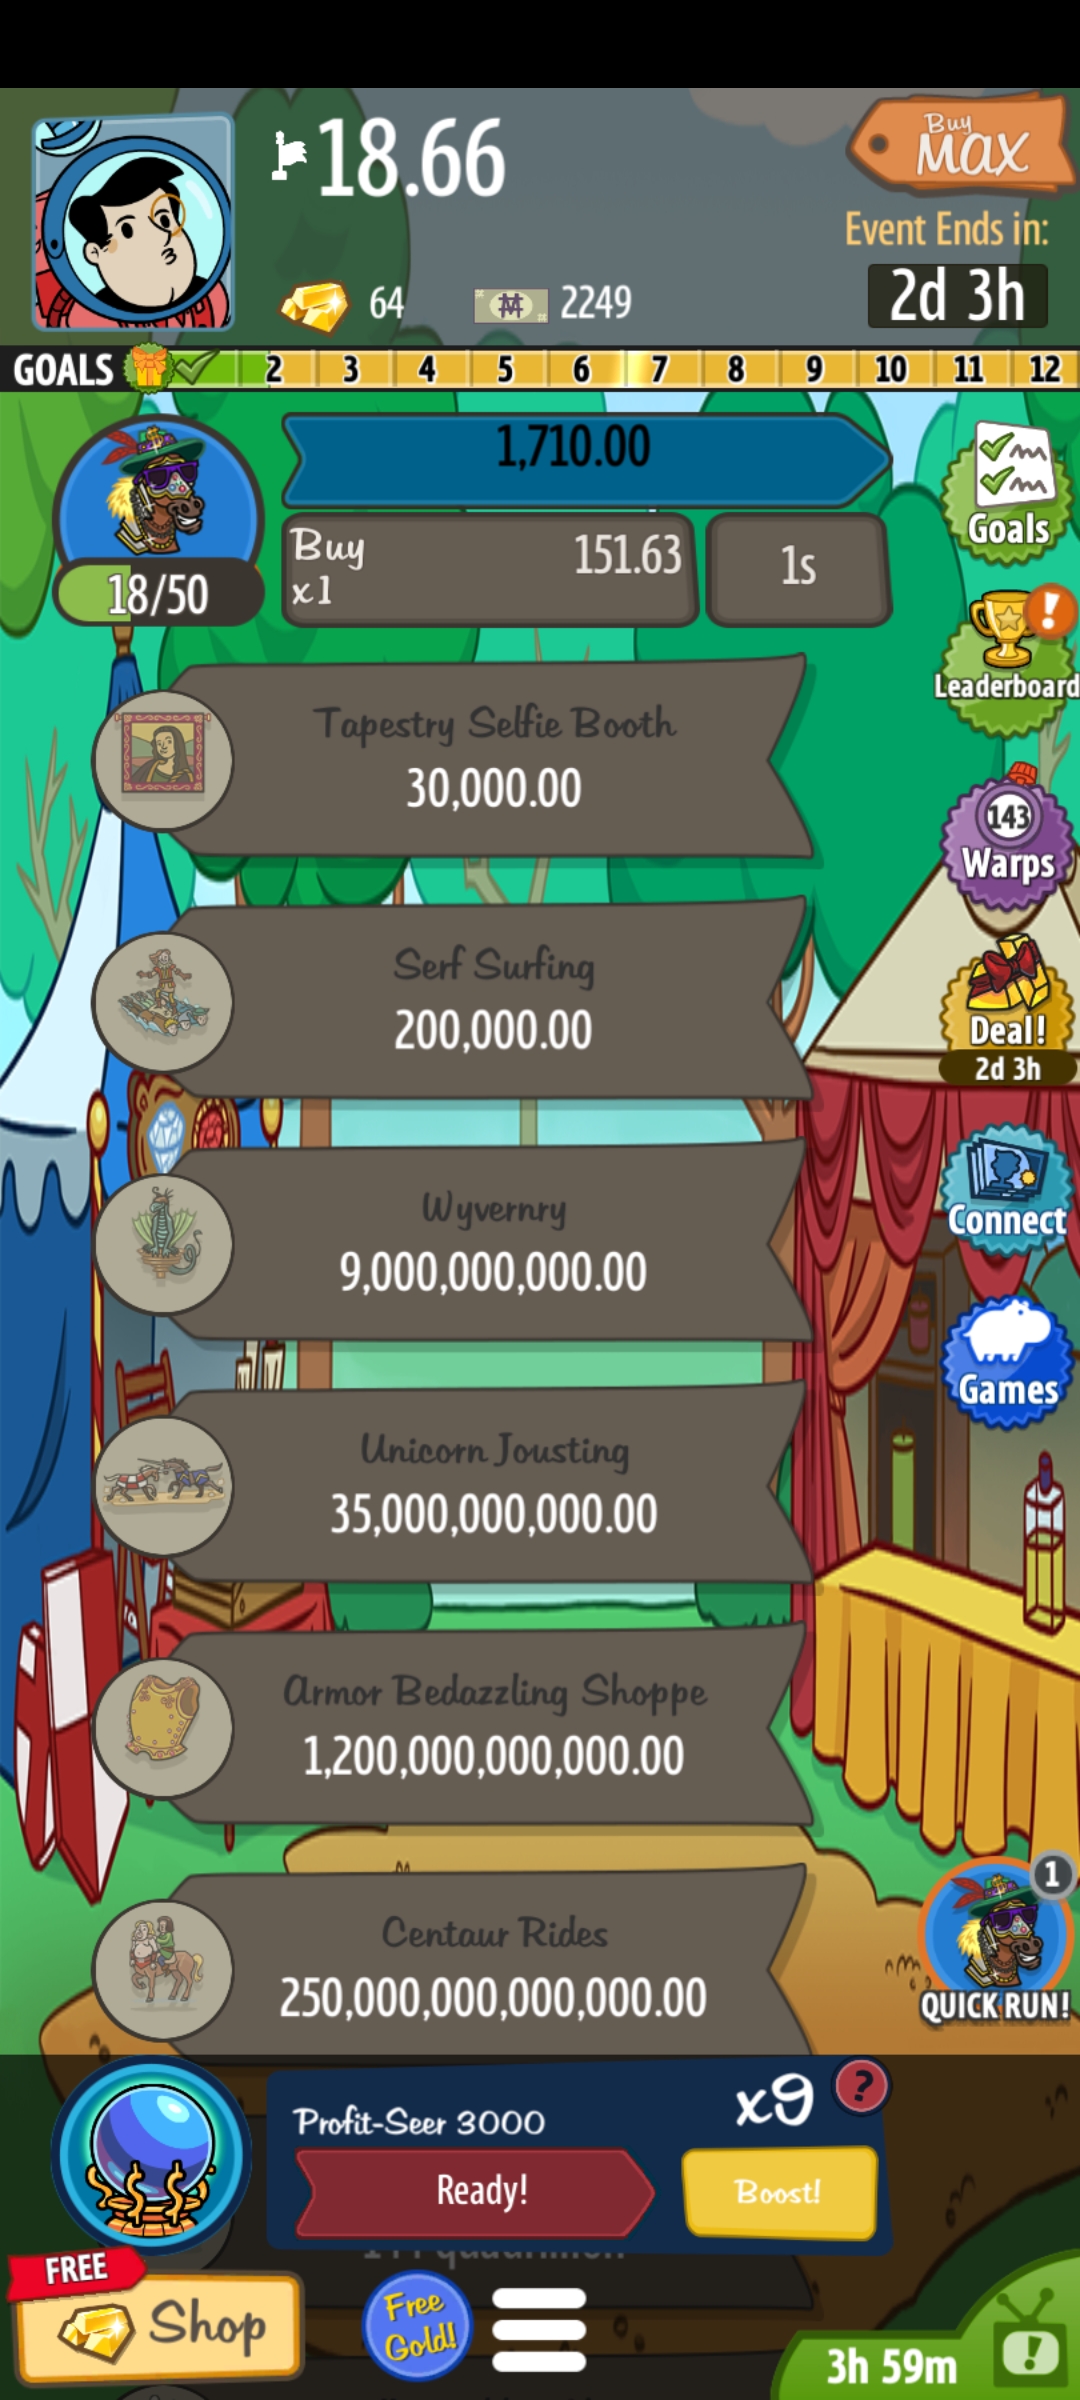 18.66
Buy
MAX
Event Ends in:
2d 3h
64
2249
GOALS 2 3 4 5 6 7 8 9 10 11 12
1,710.00
Buy
x1
151.63
1s
18/50
Goals
Leaderboard
Tapestry Selfie Booth
30,000.00
143
Warps
Serf Surfing
200,000.00
Deal!
2d 3h
Wyvernry
9,000,000,000.00
Connect
Games
Unicorn Jousting
35,000,000,000.00
Armor Bedazzling Shoppe
1,200,000,000,000.00
Centaur Rides
250,000,000,000,000.00
1
QUICK RUN!
Profit-Seer 3000
x9
?
Ready!
Boost!
FREE
Shop
Free
Gold!
3h 59m